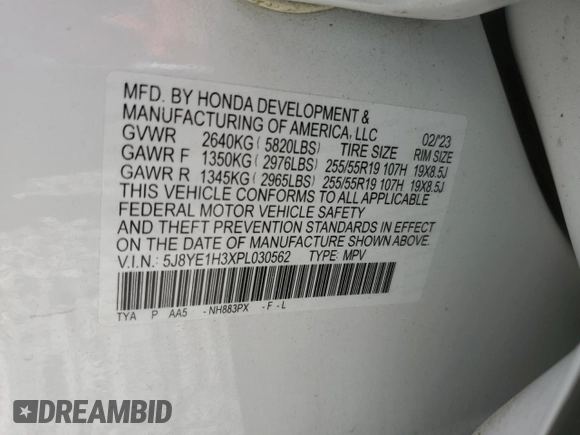 MFD. BY HONDA DEVELOPMENT &
MANUFACTURING OF AMERICA, LLC 02/'23
GVWR 2640KG ( 5820LBS) TIRE SIZE RIM SIZE
GAWR F 1350KG ( 2976LBS) 255/55R19 107H 19X8.5J
GAWR R 1345KG ( 2965LBS) 255/55R19 107H 19X8.5J
THIS VEHICLE CONFORMS TO ALL APPLICABLE
FEDERAL MOTOR VEHICLE SAFETY
AND THEFT PREVENTION STANDARDS IN EFFECT
ON THE DATE OF MANUFACTURE SHOWN ABOVE.
V.I.N.: 5J8YE1H3XPL030562 TYPE: MPV
TYA P AA5 -NH883PX -F-L
DREAMBID